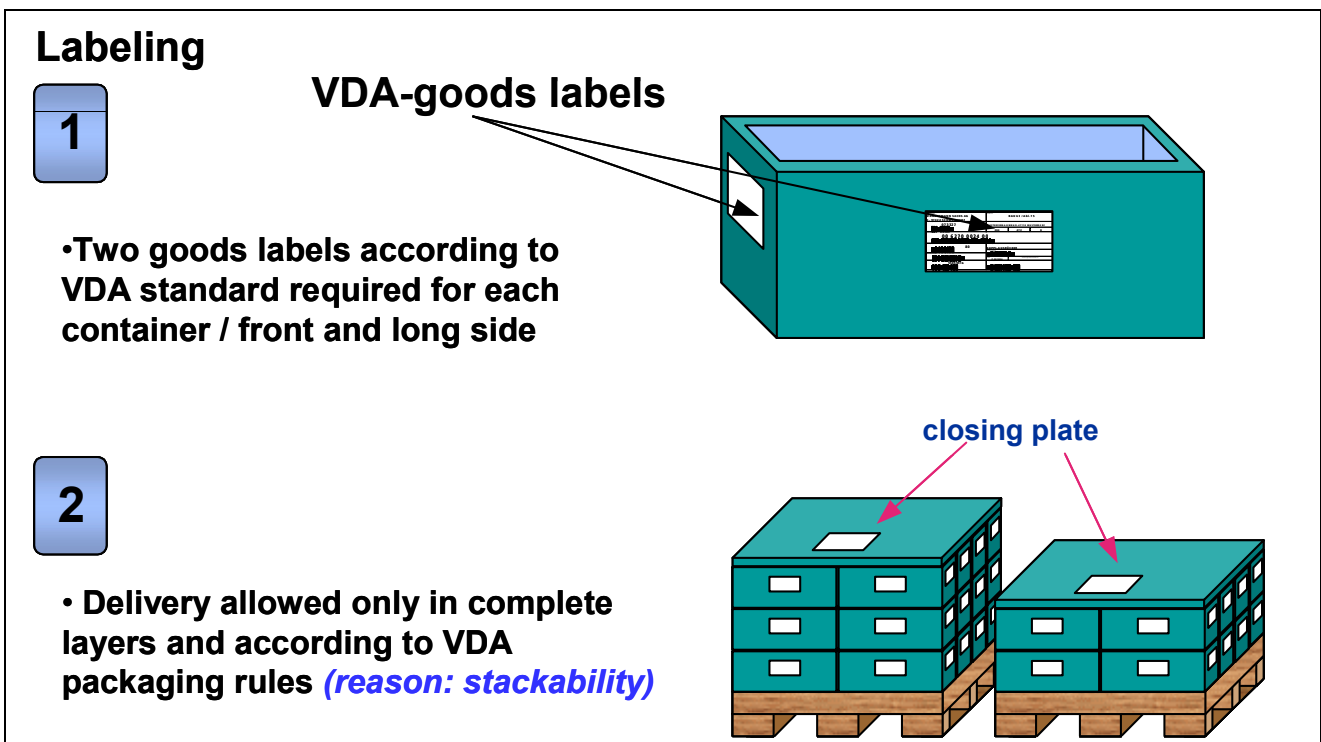 Labeling
1
VDA-goods labels
•Two goods labels according to
VDA standard required for each
container / front and long side
closing plate
2
• Delivery allowed only in complete
layers and according to VDA
packaging rules (reason: stackability)